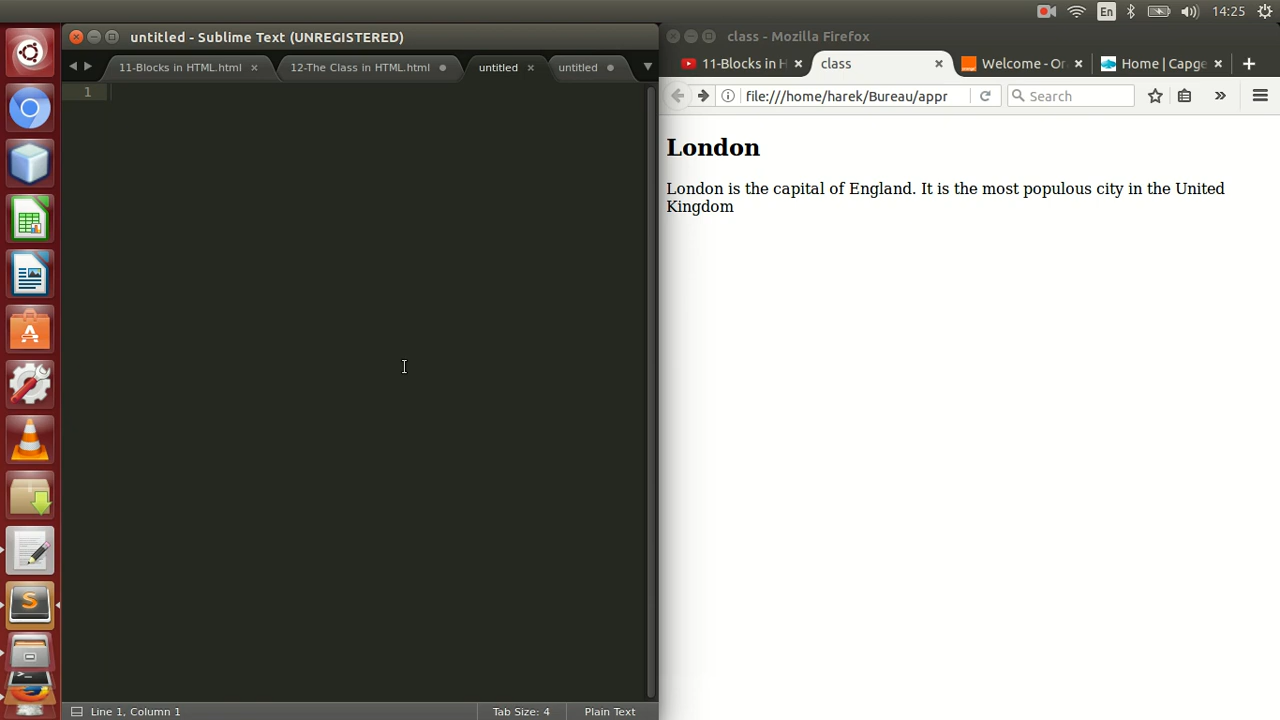 En
14:25
untitled - Sublime Text (UNREGISTERED)
11-Blocks in HTML.html
12-The Class in HTML.html
untitled
untitled
1
Line 1, Column 1
Tab Size: 4
Plain Text
class - Mozilla Firefox
11-Blocks in H
class
Welcome - Or
Home | Capge
file:///home/harek/Bureau/appr
Search
London
London is the capital of England. It is the most populous city in the United
Kingdom